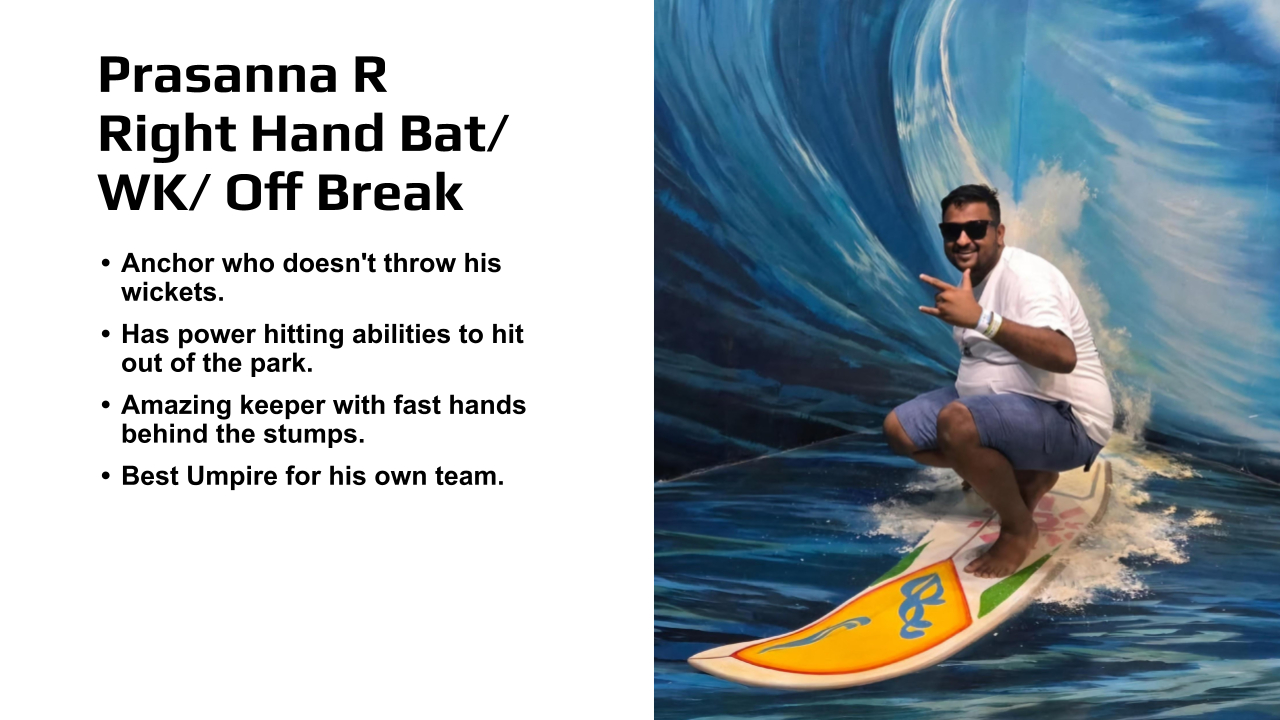 Prasanna R
Right Hand Bat/
WK/ Off Break
• Anchor who doesn't throw his
wickets.
• Has power hitting abilities to hit
out of the park.
• Amazing keeper with fast hands
behind the stumps.
• Best Umpire for his own team.